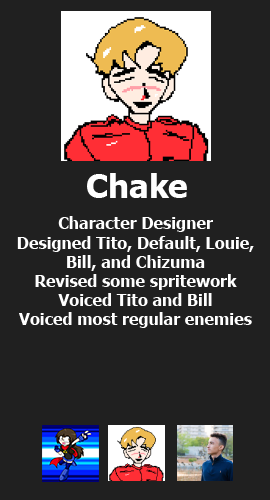 Chake
Character Designer
Designed Tito, Default, Louie,
Bill, and Chizuma
Revised some spritework
Voiced Tito and Bill
Voiced most regular enemies